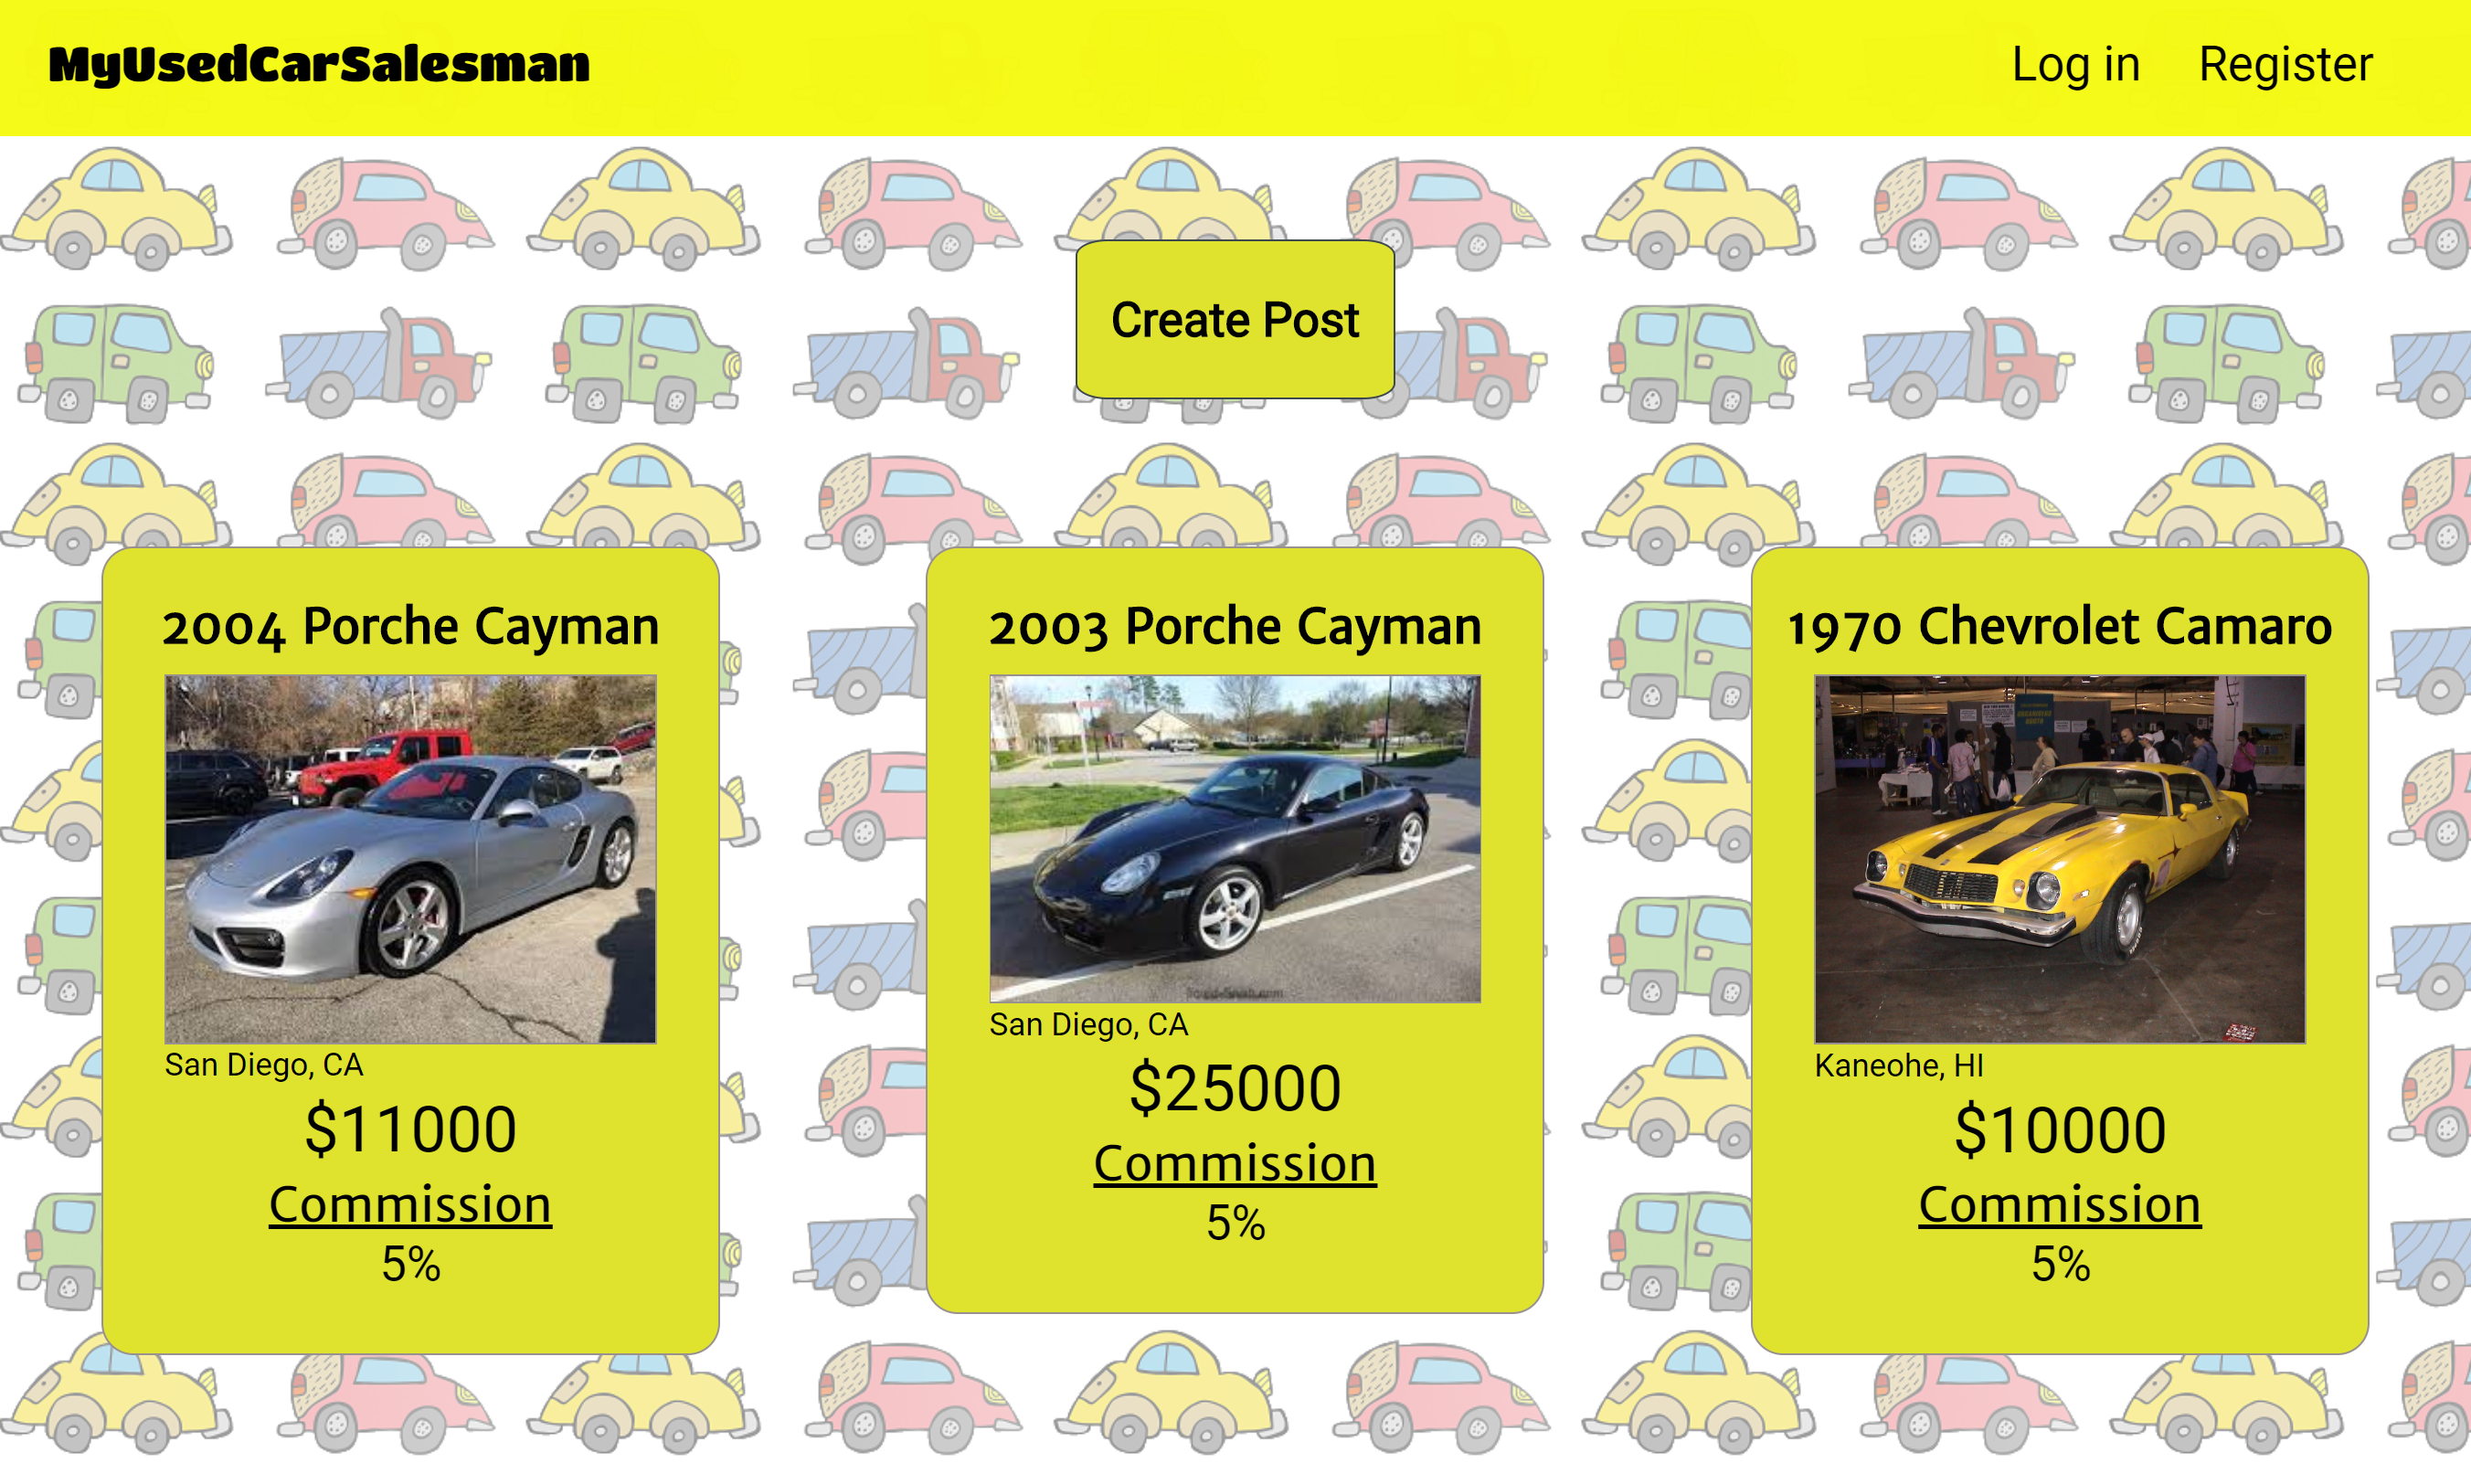 MyUsedCarSalesman
Log in
Register
Create Post
2004 Porche Cayman
San Diego, CA
$11000
Commission
5%
2003 Porche Cayman
San Diego, CA
$25000
Commission
5%
1970 Chevrolet Camaro
Kaneohe, HI
$10000
Commission
5%